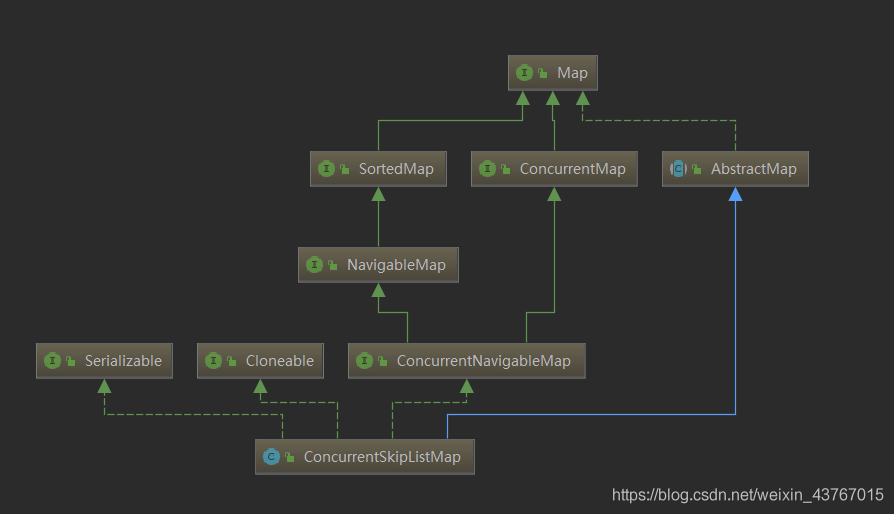 Map
SortedMap
ConcurrentMap
AbstractMap
NavigableMap
Serializable
Cloneable
ConcurrentNavigableMap
ConcurrentSkipListMap
https://blog.csdn.net/weixin_43767015